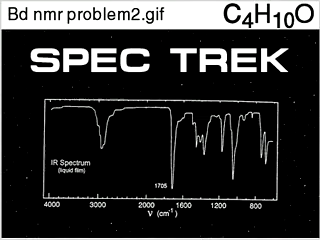 Bd nmr problem2.gif
C4H10O
SPEC TREK
IR Spectrum
(liquid film)
1705
4000 3000 2000 1600 1200 800
V (cm-1)